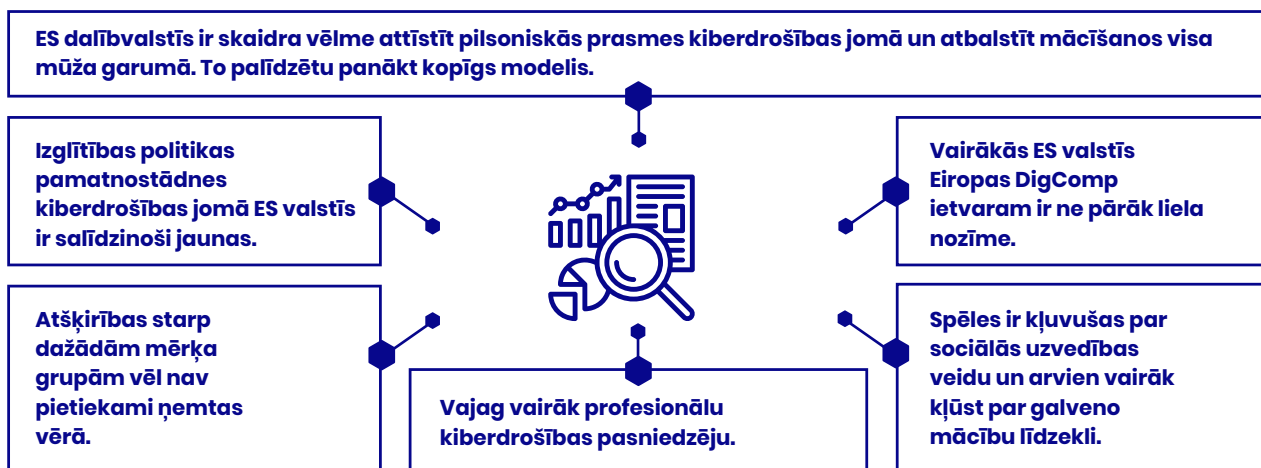 ES dalībvalstīs ir skaidra vēlme attīstīt pilsoniskās prasmes kiberdrošības jomā un atbalstīt mācīšanos visa
mūža garumā. To palīdzētu panākt kopīgs modelis.
Izglītības politikas
pamatnostādnes
kiberdrošības jomā ES valstīs
ir salīdzinoši jaunas.
Vairākās ES valstīs
Eiropas DigComp
ietvaram ir ne pārāk liela
nozīme.
Atšķirības starp
dažādām mērķa
grupām vēl nav
pietiekami ņemtas
vērā.
Vajag vairāk profesionālu
kiberdrošības pasniedzēju.
Spēles ir kļuvušas par
sociālās uzvedības
veidu un arvien vairāk
kļūst par galveno
mācību līdzekli.